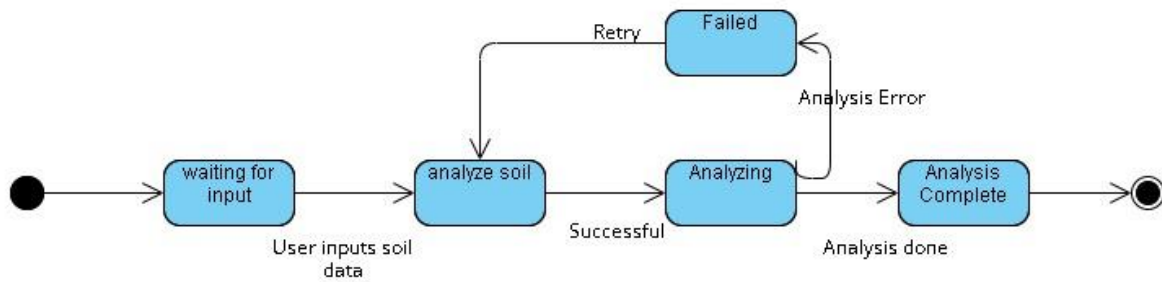 Failed
Retry
Analysis Error
waiting for
input
analyze soil
Analyzing
Analysis
Complete
User inputs soil
data
Successful
Analysis done